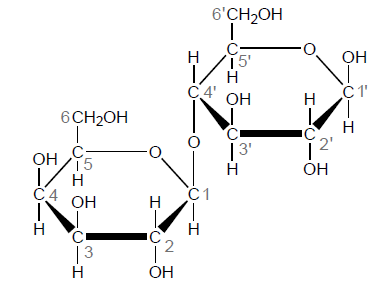 6'CH₂OH
H C O OH
H 5'
C 4' OH H C 1'
6CH₂OH C C H
O H 3' OH 2'
OH C O
5
H
C 4 OH H C 1
H C C H
3 2
H OH